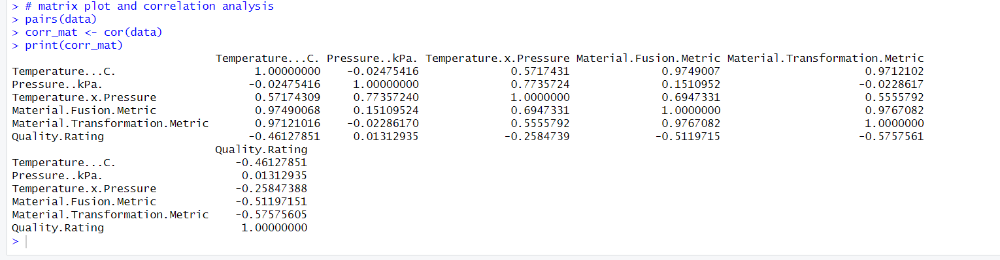 > # matrix plot and correlation analysis
> pairs(data)
> corr_mat <- cor(data)
> print(corr_mat)
Temperature...C. Pressure..kPa. Temperature.x.Pressure Material.Fusion.Metric Material.Transformation.Metric
Temperature...C. 1.00000000 -0.02475416 0.5717431 0.9749007 0.9712102
Pressure..kPa. -0.02475416 1.00000000 0.7735724 0.1510952 -0.0228617
Temperature.x.Pressure 0.57174309 0.77357240 1.0000000 0.6947331 0.5555792
Material.Fusion.Metric 0.97490068 0.15109524 0.6947331 1.0000000 0.9767082
Material.Transformation.Metric 0.97121016 -0.02286170 0.5555792 0.9767082 1.0000000
Quality.Rating -0.46127851 0.01312935 -0.2584739 -0.5119715 -0.5757561
Quality.Rating
Temperature...C. -0.46127851
Pressure..kPa. 0.01312935
Temperature.x.Pressure -0.25847388
Material.Fusion.Metric -0.51197151
Material.Transformation.Metric -0.57575605
Quality.Rating 1.00000000
>